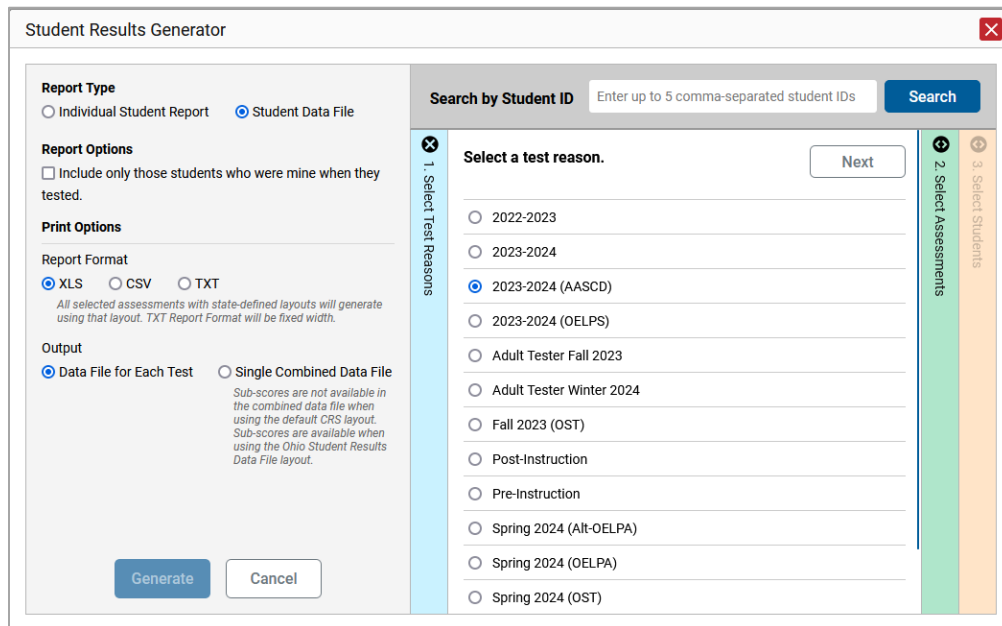 Student Results Generator
Report Type
Individual Student Report Student Data File
Report Options
Include only those students who were mine when they
tested.
Print Options
Report Format
XLS CSV TXT
All selected assessments with state-defined layouts will generate
using that layout. TXT Report Format will be fixed width.
Output
Data File for Each Test Single Combined Data File
Sub-scores are not available in
the combined data file when
using the default CRS layout.
Sub-scores are available when
using the Ohio Student Results
Data File layout.
Generate Cancel
Search by Student ID Enter up to 5 comma-separated student IDs Search
1. Select Test Reasons
Select a test reason. Next
2022-2023
2023-2024
2023-2024 (AASCD)
2023-2024 (OELPS)
Adult Tester Fall 2023
Adult Tester Winter 2024
Fall 2023 (OST)
Post-Instruction
Pre-Instruction
Spring 2024 (Alt-OELPA)
Spring 2024 (OELPA)
Spring 2024 (OST)
2. Select Assessments
3. Select Students